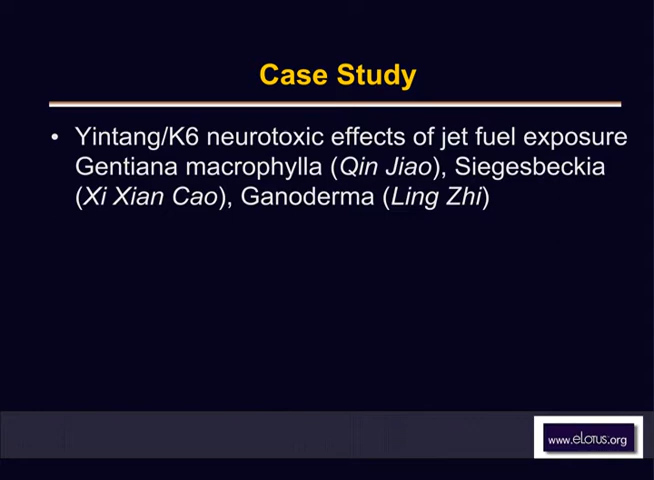 Case Study
• Yintang/K6 neurotoxic effects of jet fuel exposure
Gentiana macrophylla (Qin Jiao), Siegesbeckia
(Xi Xian Cao), Ganoderma (Ling Zhi)
www.eLotus.org